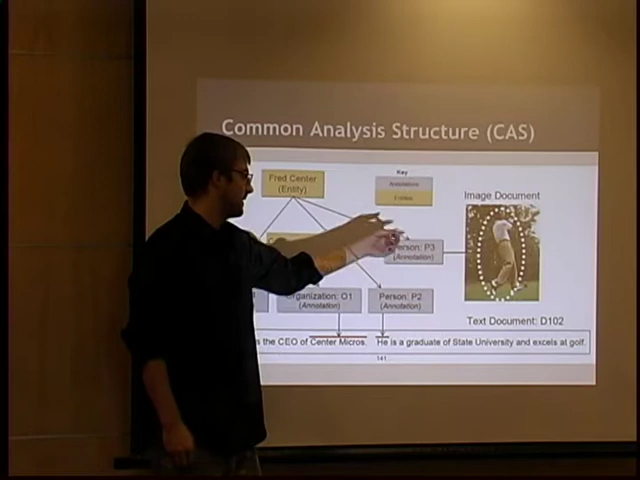 Common Analysis Structure (CAS)
Key
Annotations
Entities
Fred Center
(Entity)
Image Document
Person: P3
(Annotation)
Organization: O1
(Annotation)
Person: P2
(Annotation)
Text Document: D102
s the CEO of Center Micros. He is a graduate of State University and excels at golf.
141